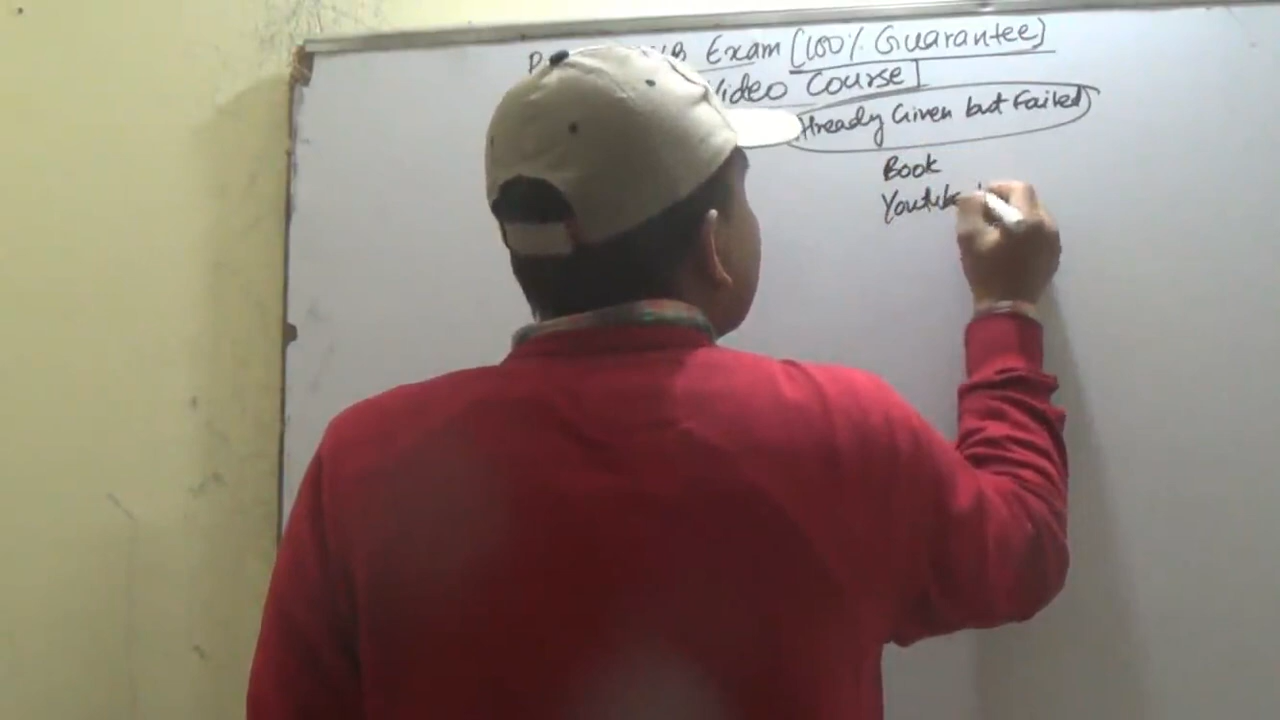 Exam [100% Guarantee]
Video Course]
Already Given but Failed
Book
Youtube